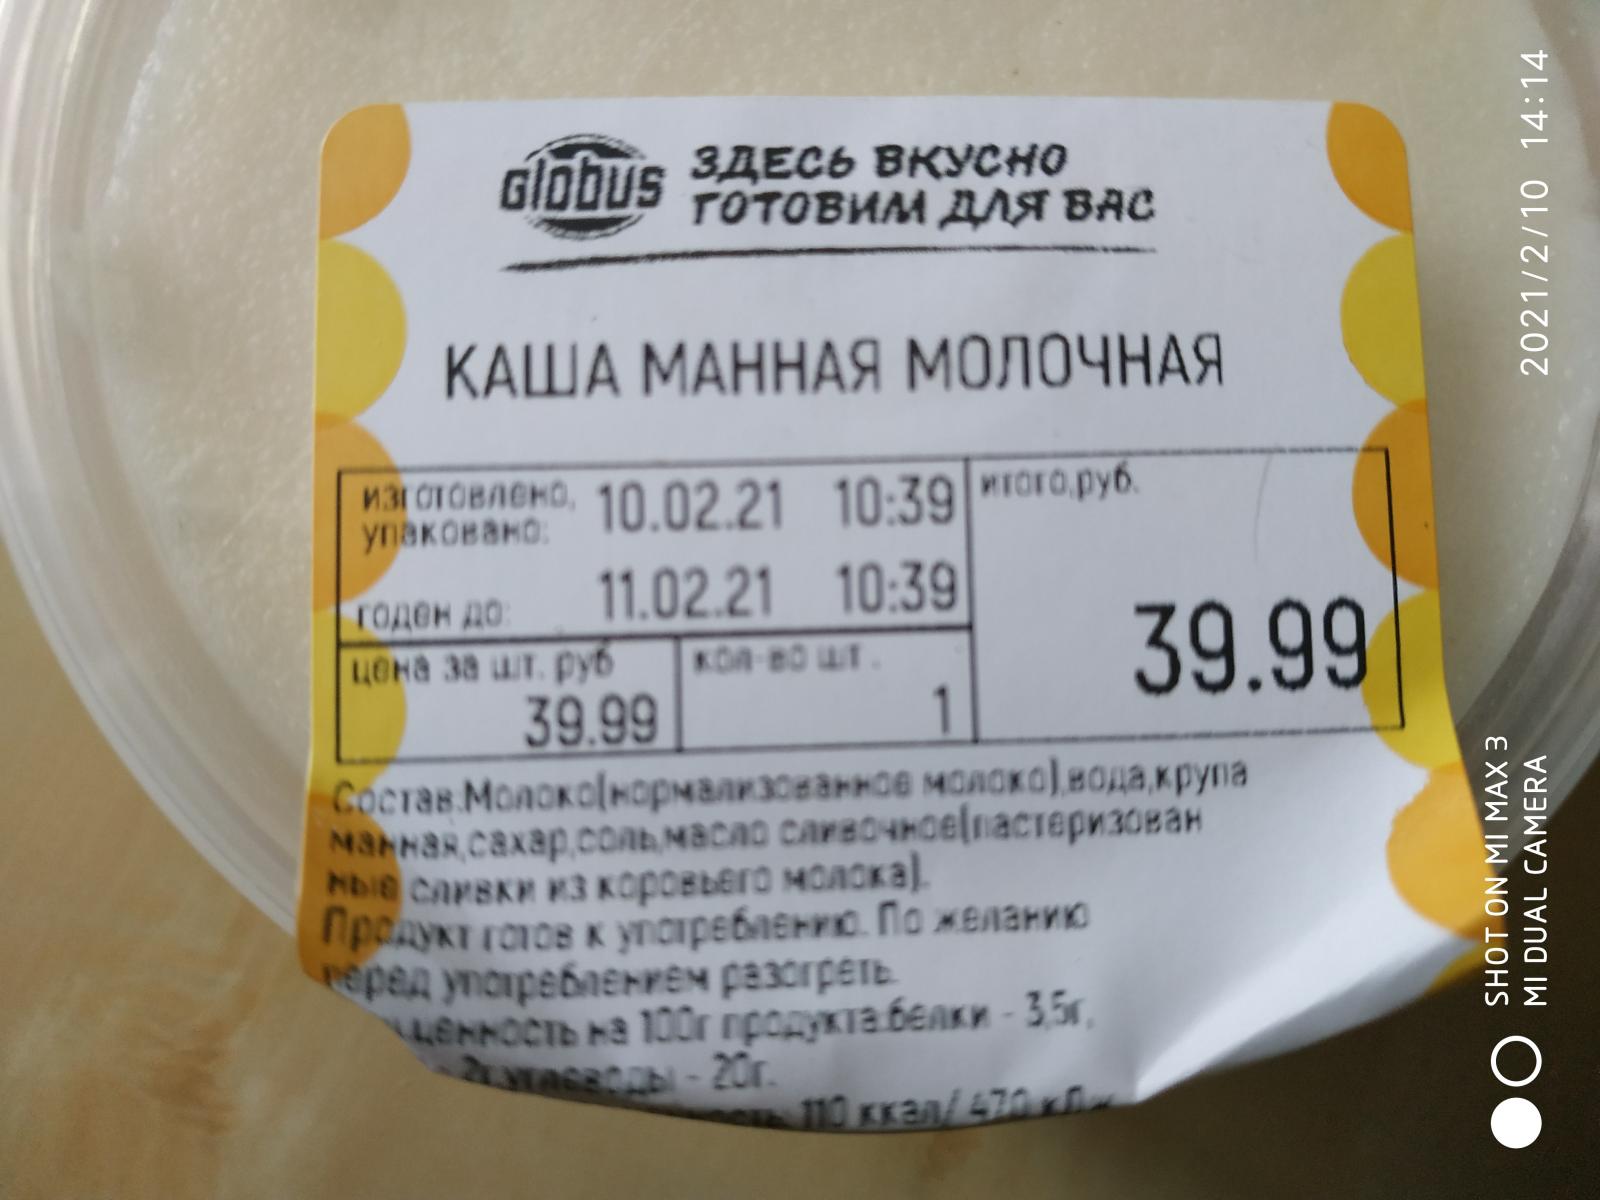 Globus
ЗДЕСЬ ВКУСНО
ГОТОВИМ ДЛЯ ВАС
КАША МАННАЯ МОЛОЧНАЯ
изготовлено,
упаковано:
10.02.21 10:39
годен до:
11.02.21 10:39
итого,руб.
39.99
цена за шт. руб
39.99
кол-во шт.
1
Состав:Молоко(нормализованное молоко),вода,крупа
манная,сахар,соль,масло сливочное(пастеризован
ные сливки из коровьего молока).
Продукт готов к употреблению. По желанию
перед употреблением разогреть.
ценность на 100г продукта:белки - 3,5г,
2г,углеводы - 20г.
110 ккал/ 470 кДж
2021/2/10 14:14
SHOT ON MI MAX 3
MI DUAL CAMERA